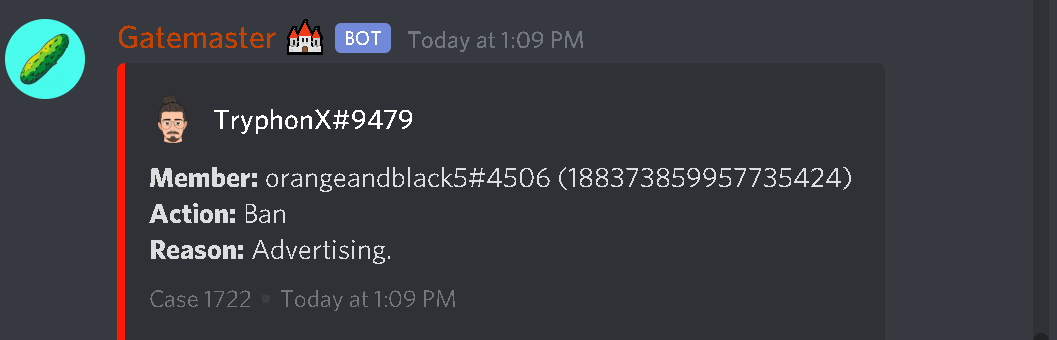 Gatemaster BOT Today at 1:09 PM
TryphonX#9479
Member: orangeandblack5#4506 (188373859957735424)
Action: Ban
Reason: Advertising.
Case 1722 • Today at 1:09 PM